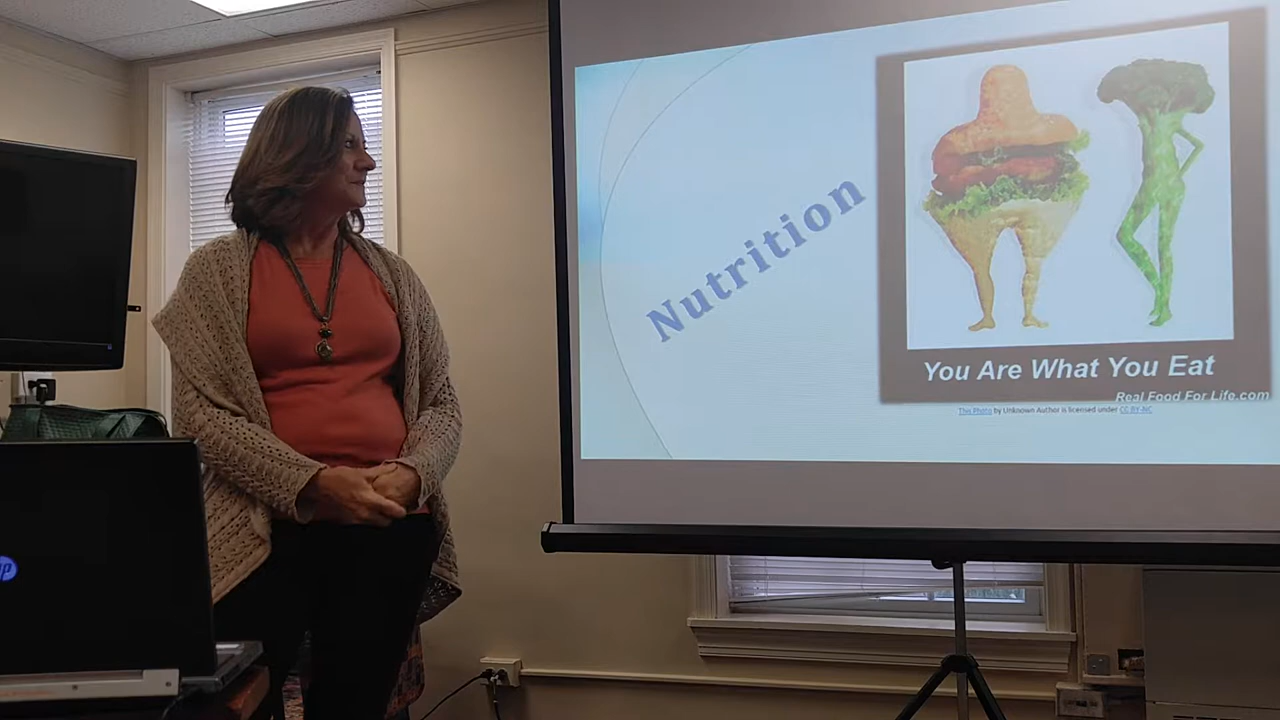 Nutrition
You Are What You Eat
Real Food For Life.com
This Photo by Unknown Author is licensed under CC BY-NC
hp